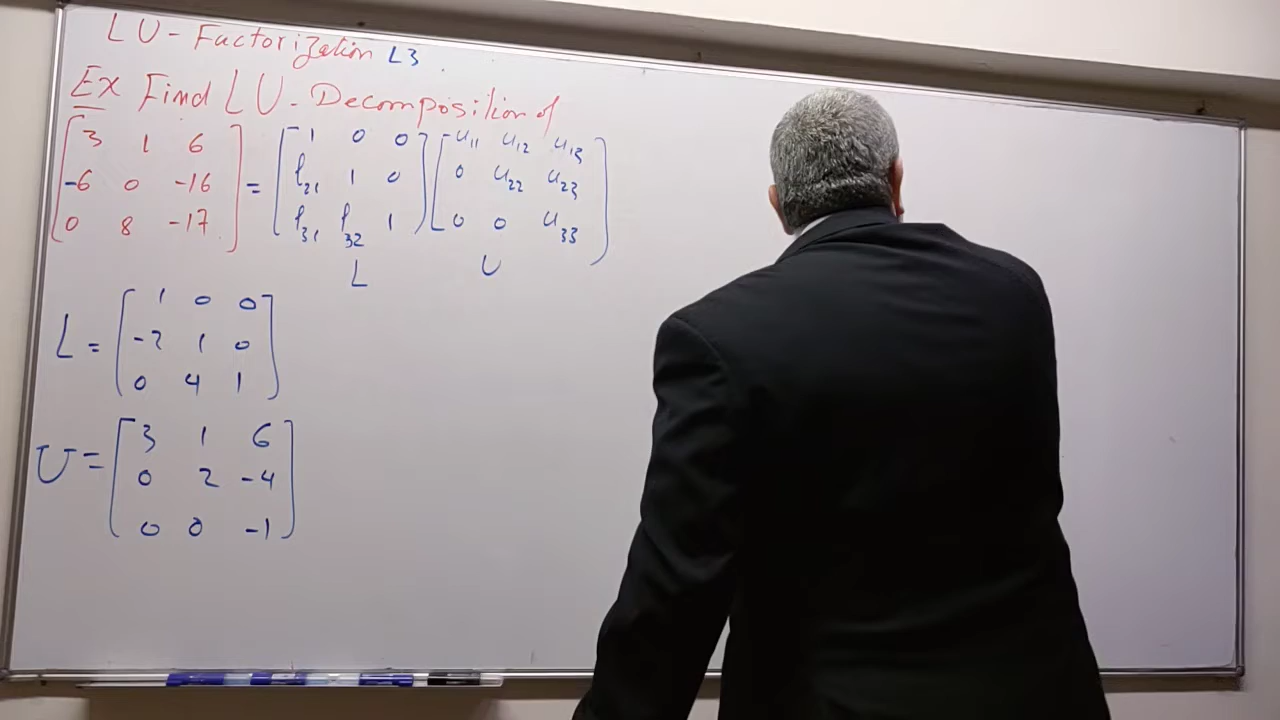 LU-Factorization L3
Ex Find LU-Decomposition of
[3 1 6] = [1 0 0] [u11 u12 u13]
[-6 0 -16] [l21 1 0] [0 u22 u23]
[0 8 -17] [l31 l32 1] [0 0 u33]
L U
L = [1 0 0]
[-2 1 0]
[0 4 1]
U = [3 1 6]
[0 2 -4]
[0 0 -1]